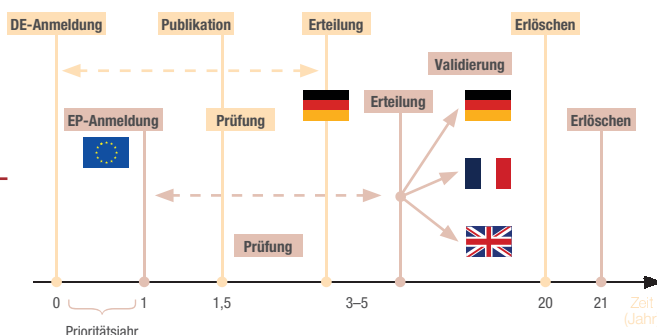 DE-Anmeldung Publikation Erteilung Erlöschen
Validierung
Erteilung
EP-Anmeldung Prüfung Erlöschen
Prüfung
0 1 1,5 3–5 20 21 Zeit
(Jahr
Prioritätsjahr